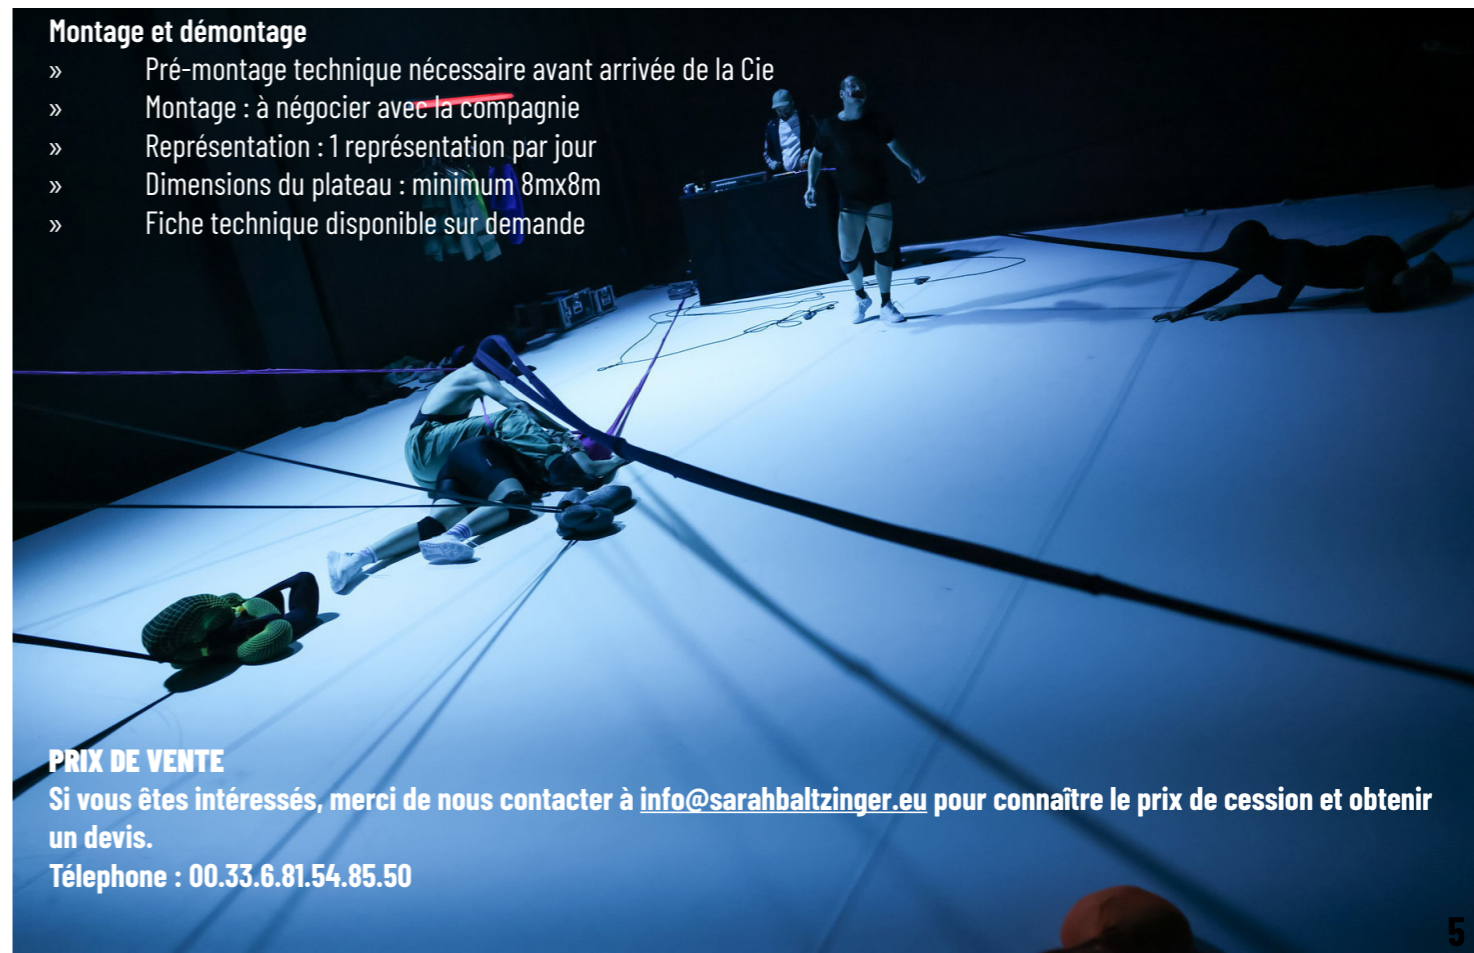 Montage et démontage
» Pré-montage technique nécessaire avant arrivée de la Cie
» Montage : à négocier avec la compagnie
» Représentation : 1 représentation par jour
» Dimensions du plateau : minimum 8mx8m
» Fiche technique disponible sur demande
PRIX DE VENTE
Si vous êtes intéressés, merci de nous contacter à info@sarahbaltzinger.eu pour connaître le prix de cession et obtenir
un devis.
Télephone : 00.33.6.81.54.85.50
5